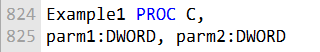 824 Example1 PROC C,
825 parm1:DWORD, parm2:DWORD